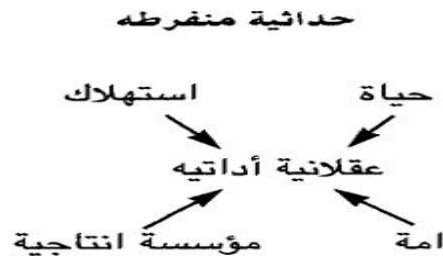 حداثية منفرطه
حياة استهلاك
عقلانية أداتيه
امة مؤسسة انتاجية